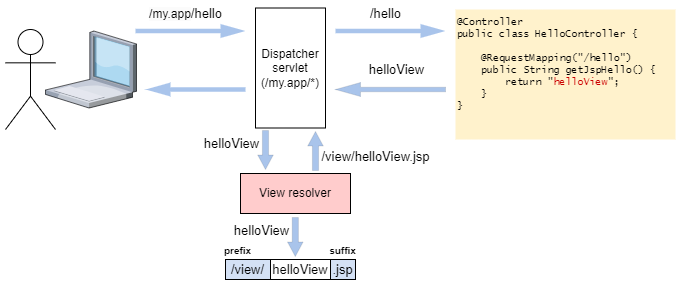 /my.app/hello
/hello
@Controller
public class HelloController {
@RequestMapping("/hello")
public String getJspHello() {
return "helloView";
}
}
Dispatcher
servlet
(/my.app/*)
helloView
helloView
/view/helloView.jsp
View resolver
helloView
prefix
suffix
/view/ helloView .jsp